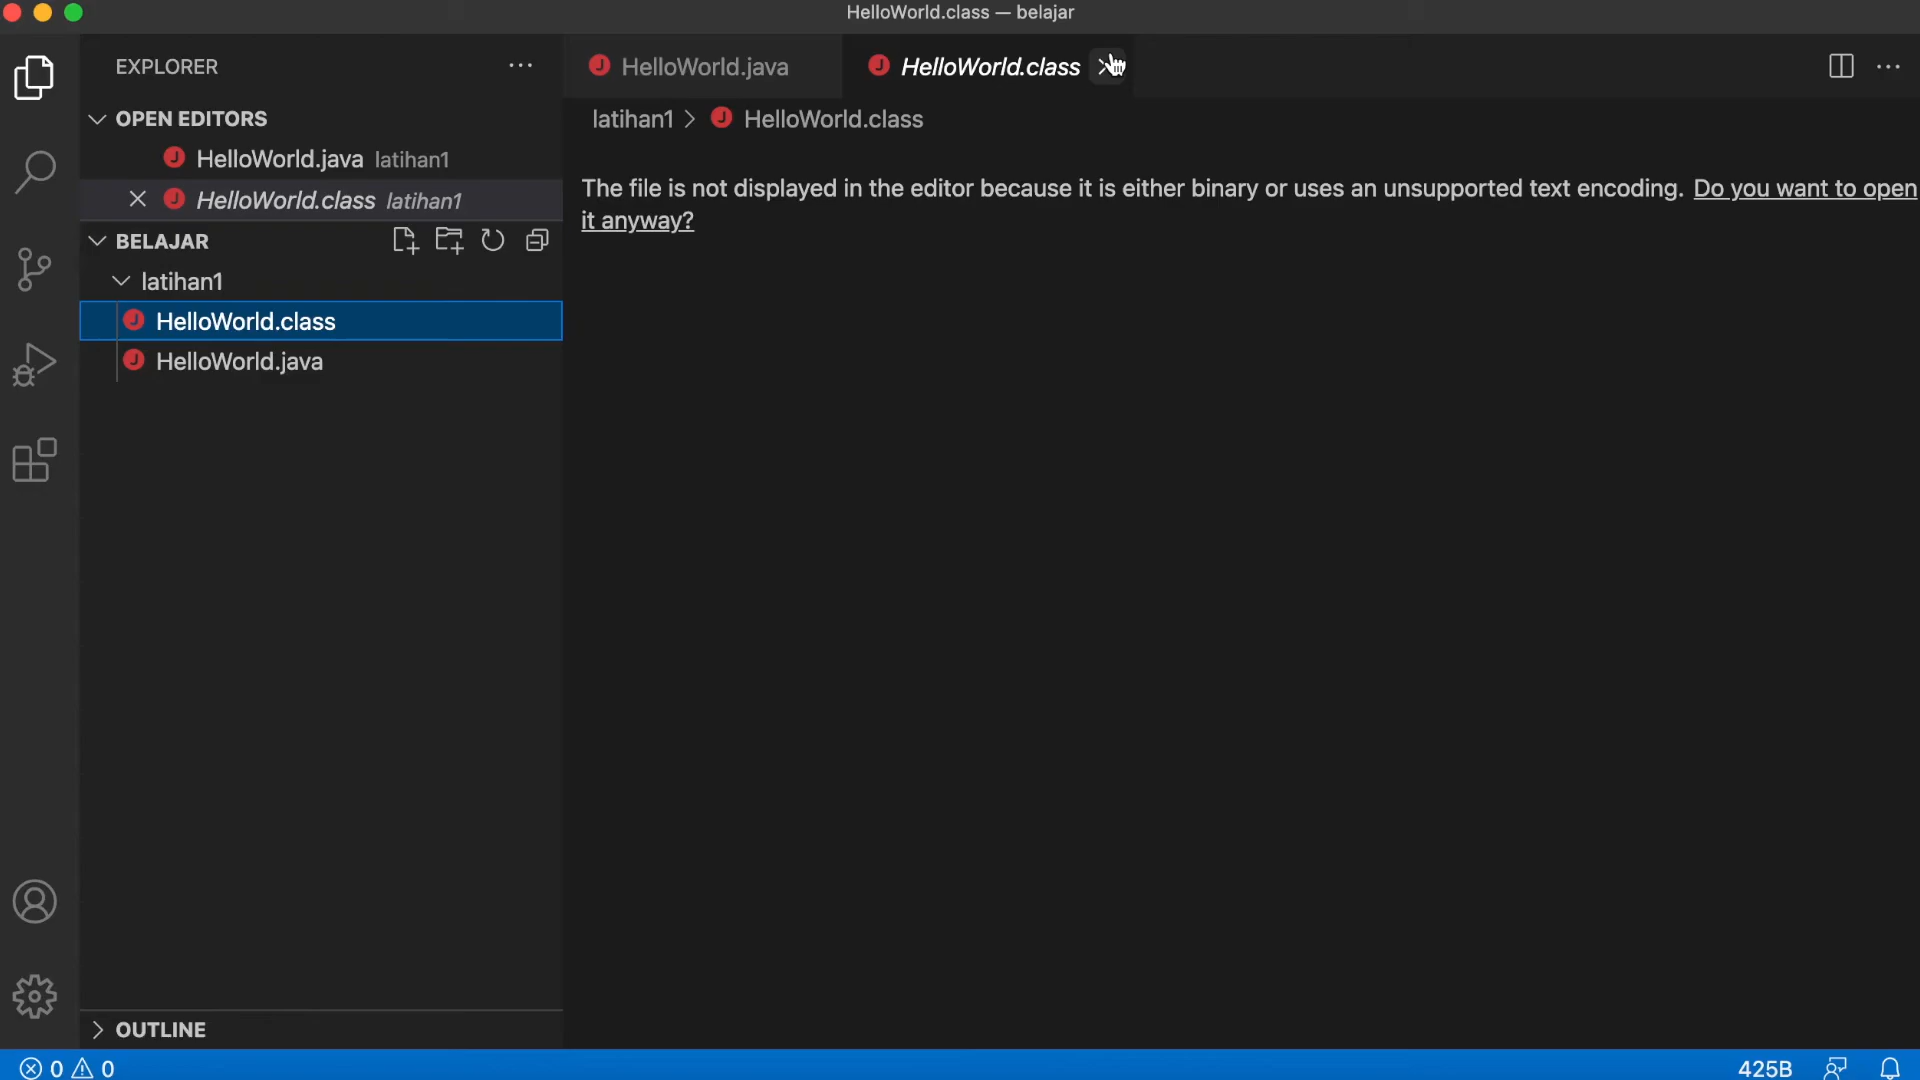 HelloWorld.class — belajar
EXPLORER
OPEN EDITORS
HelloWorld.java latihan1
HelloWorld.class latihan1
BELAJAR
latihan1
HelloWorld.class
HelloWorld.java
OUTLINE
HelloWorld.java
HelloWorld.class
latihan1 > HelloWorld.class
The file is not displayed in the editor because it is either binary or uses an unsupported text encoding. Do you want to open
it anyway?
0 0
425B